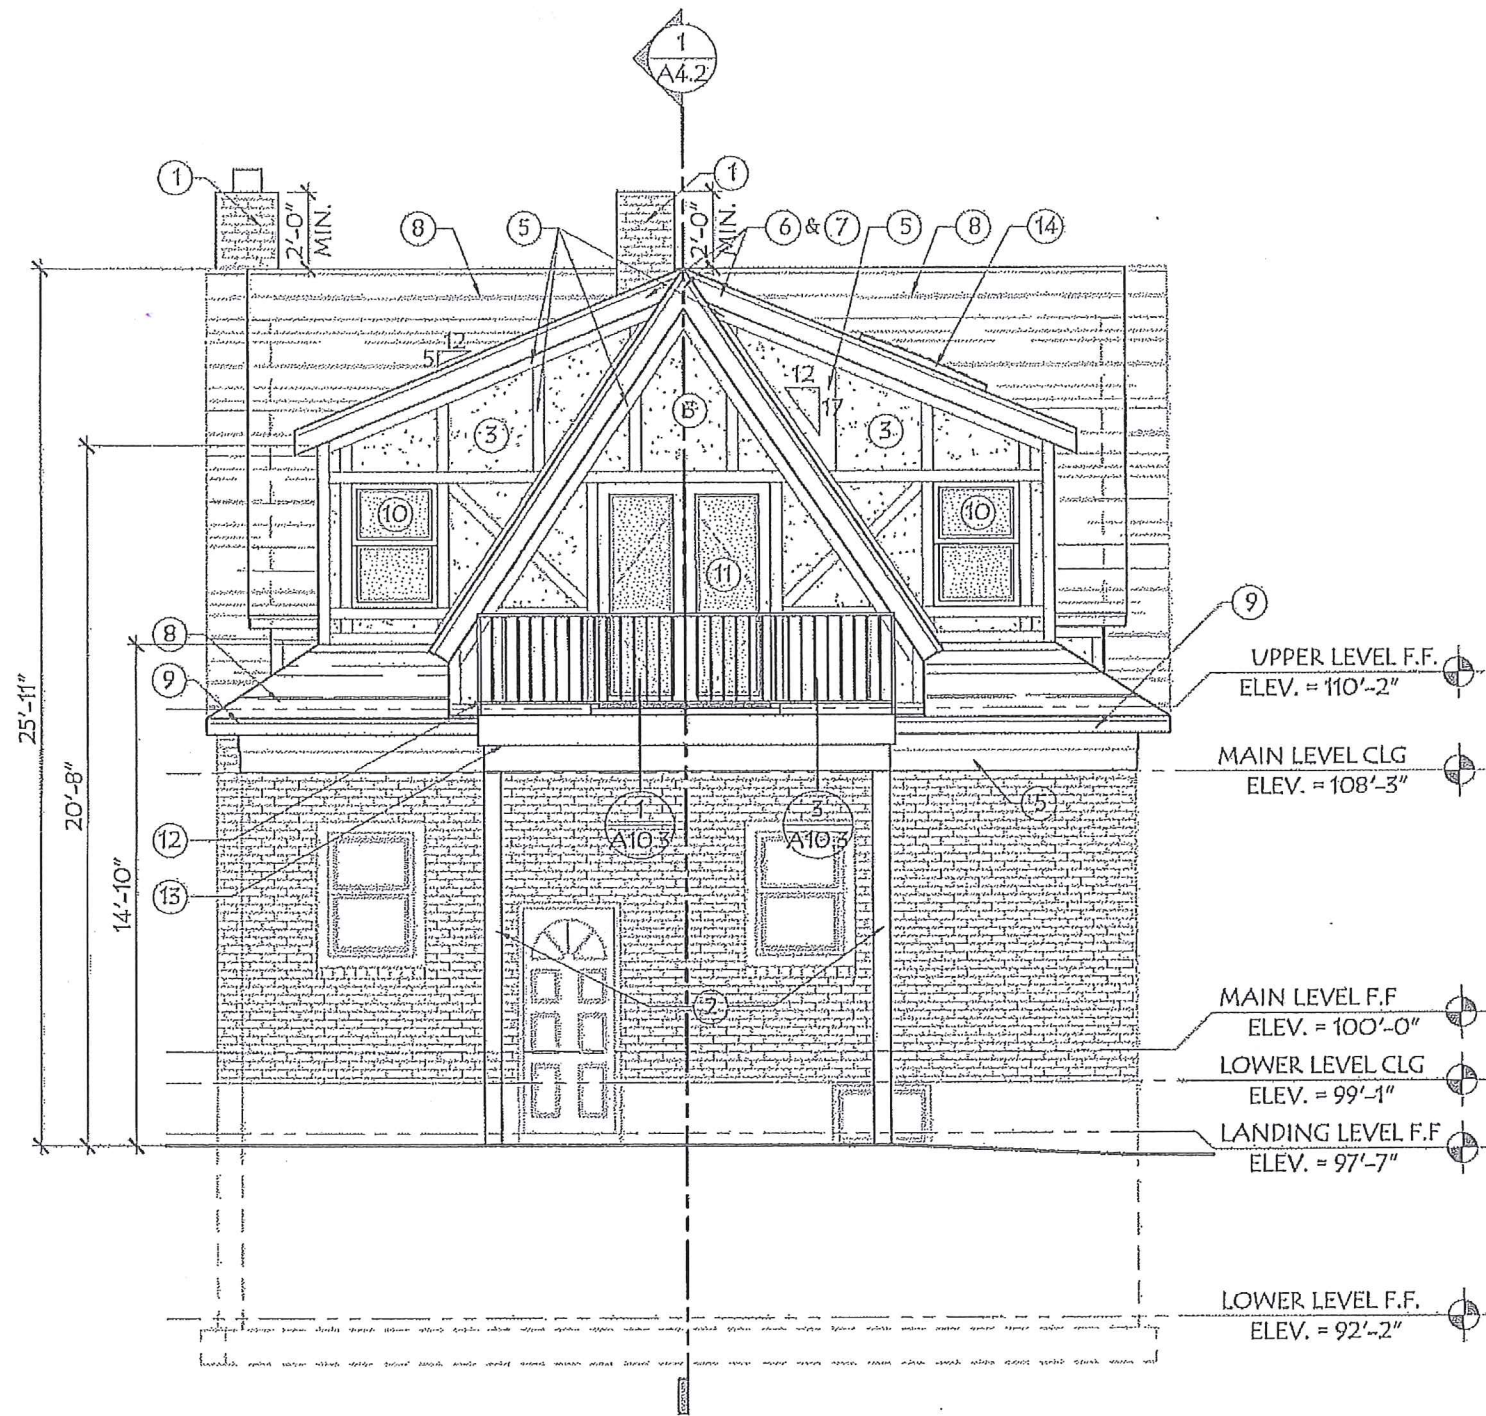 1
A4.2
1
1
2'-0"
MIN.
2'-0"
MIN.
8
5
6 & 7
5
8
14
12
5
12
17
3
3
10
10
11
9
8
9
UPPER LEVEL F.F.
ELEV. = 110'-2"
MAIN LEVEL CLG
ELEV. = 108'-3"
5
25'-11"
20'-8"
14'-10"
12
13
1
A10.3
3
A10.3
2
MAIN LEVEL F.F
ELEV. = 100'-0"
LOWER LEVEL CLG
ELEV. = 99'-1"
LANDING LEVEL F.F
ELEV. = 97'-7"
LOWER LEVEL F.F.
ELEV. = 92'-2"